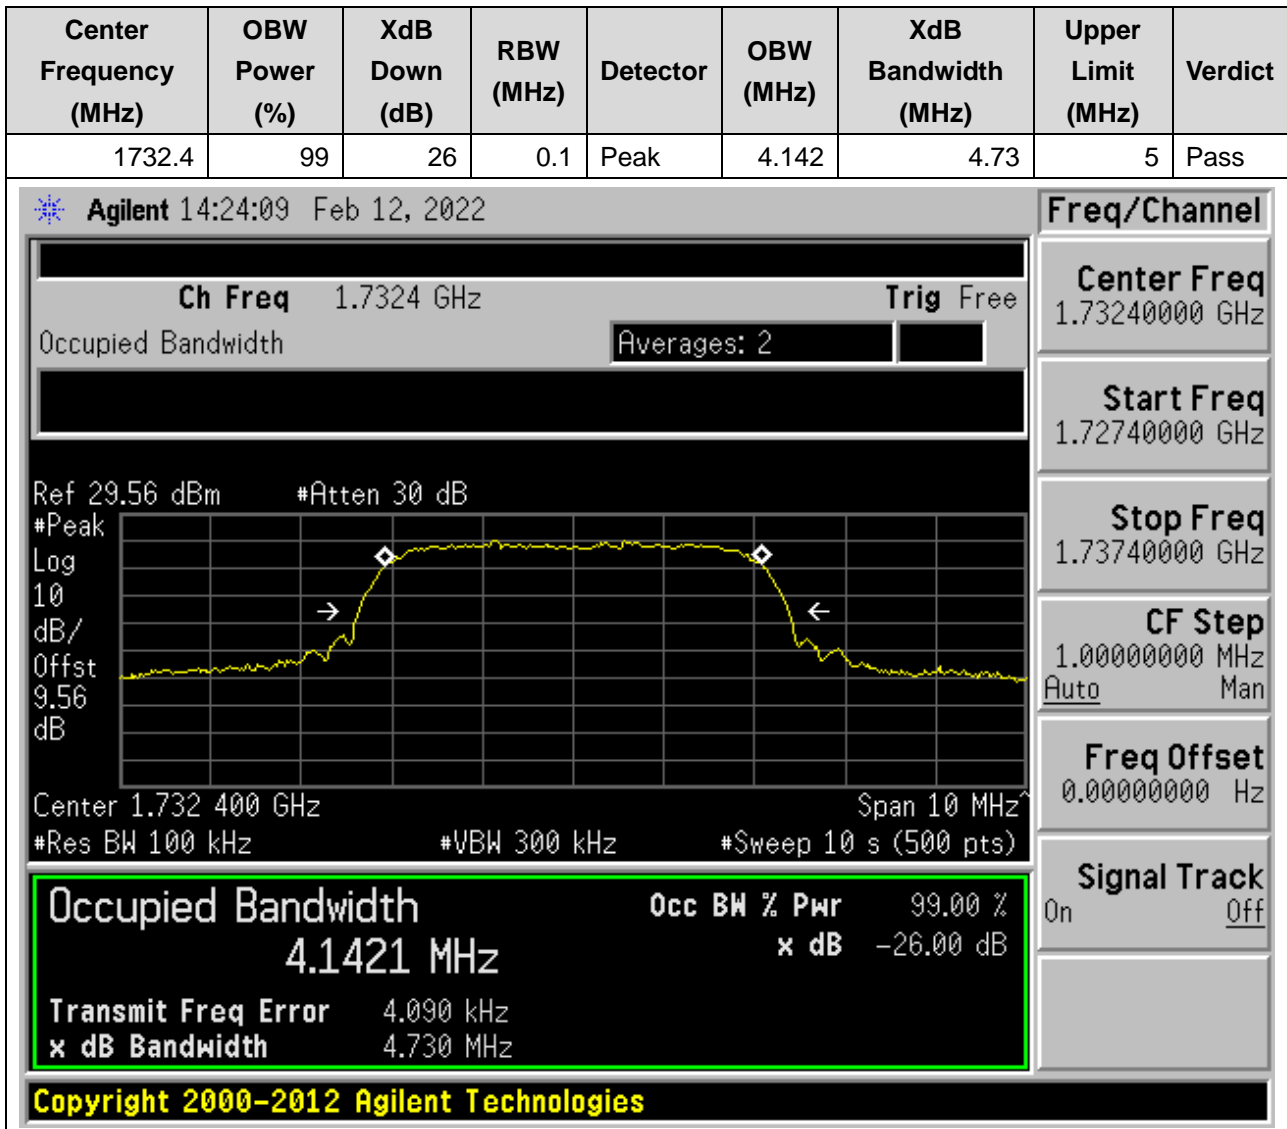 Center Frequency (MHz) OBW Power (%) XdB Down (dB) RBW (MHz) Detector OBW (MHz) XdB Bandwidth (MHz) Upper Limit (MHz) Verdict
1732.4 99 26 0.1 Peak 4.142 4.73 5 Pass
Agilent 14:24:09 Feb 12, 2022
Freq/Channel
Ch Freq 1.7324 GHz Trig Free
Occupied Bandwidth Averages: 2
Center Freq
1.73240000 GHz
Start Freq
1.72740000 GHz
Stop Freq
1.73740000 GHz
CF Step
1.00000000 MHz
Auto Man
Freq Offset
0.00000000 Hz
Signal Track
On Off
Ref 29.56 dBm #Atten 30 dB
#Peak
Log
10
dB/
Offst
9.56
dB
Center 1.732 400 GHz Span 10 MHz^
#Res BW 100 kHz #VBW 300 kHz #Sweep 10 s (500 pts)
Occupied Bandwidth
4.1421 MHz
Occ BW % Pwr 99.00 %
x dB -26.00 dB
Transmit Freq Error 4.090 kHz
x dB Bandwidth 4.730 MHz
Copyright 2000-2012 Agilent Technologies